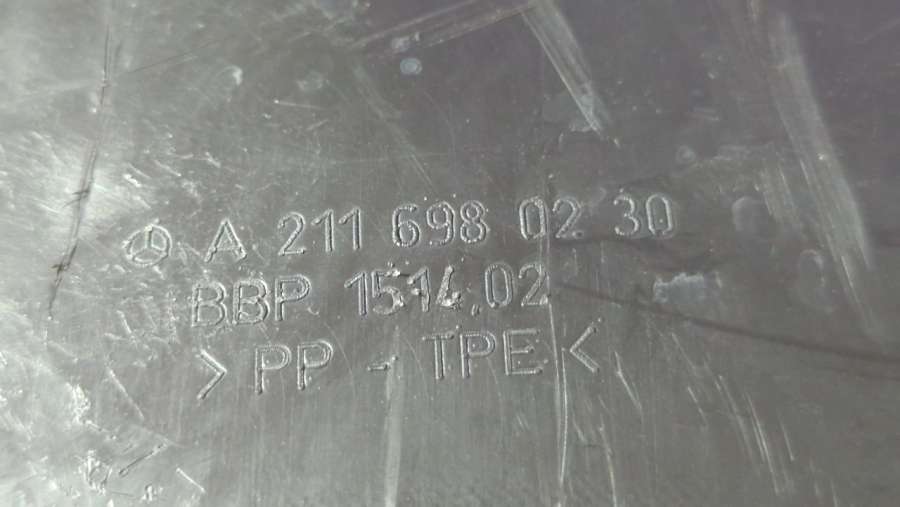 A 211 698 02 30
BBP 1514.02
>PP - TPE<